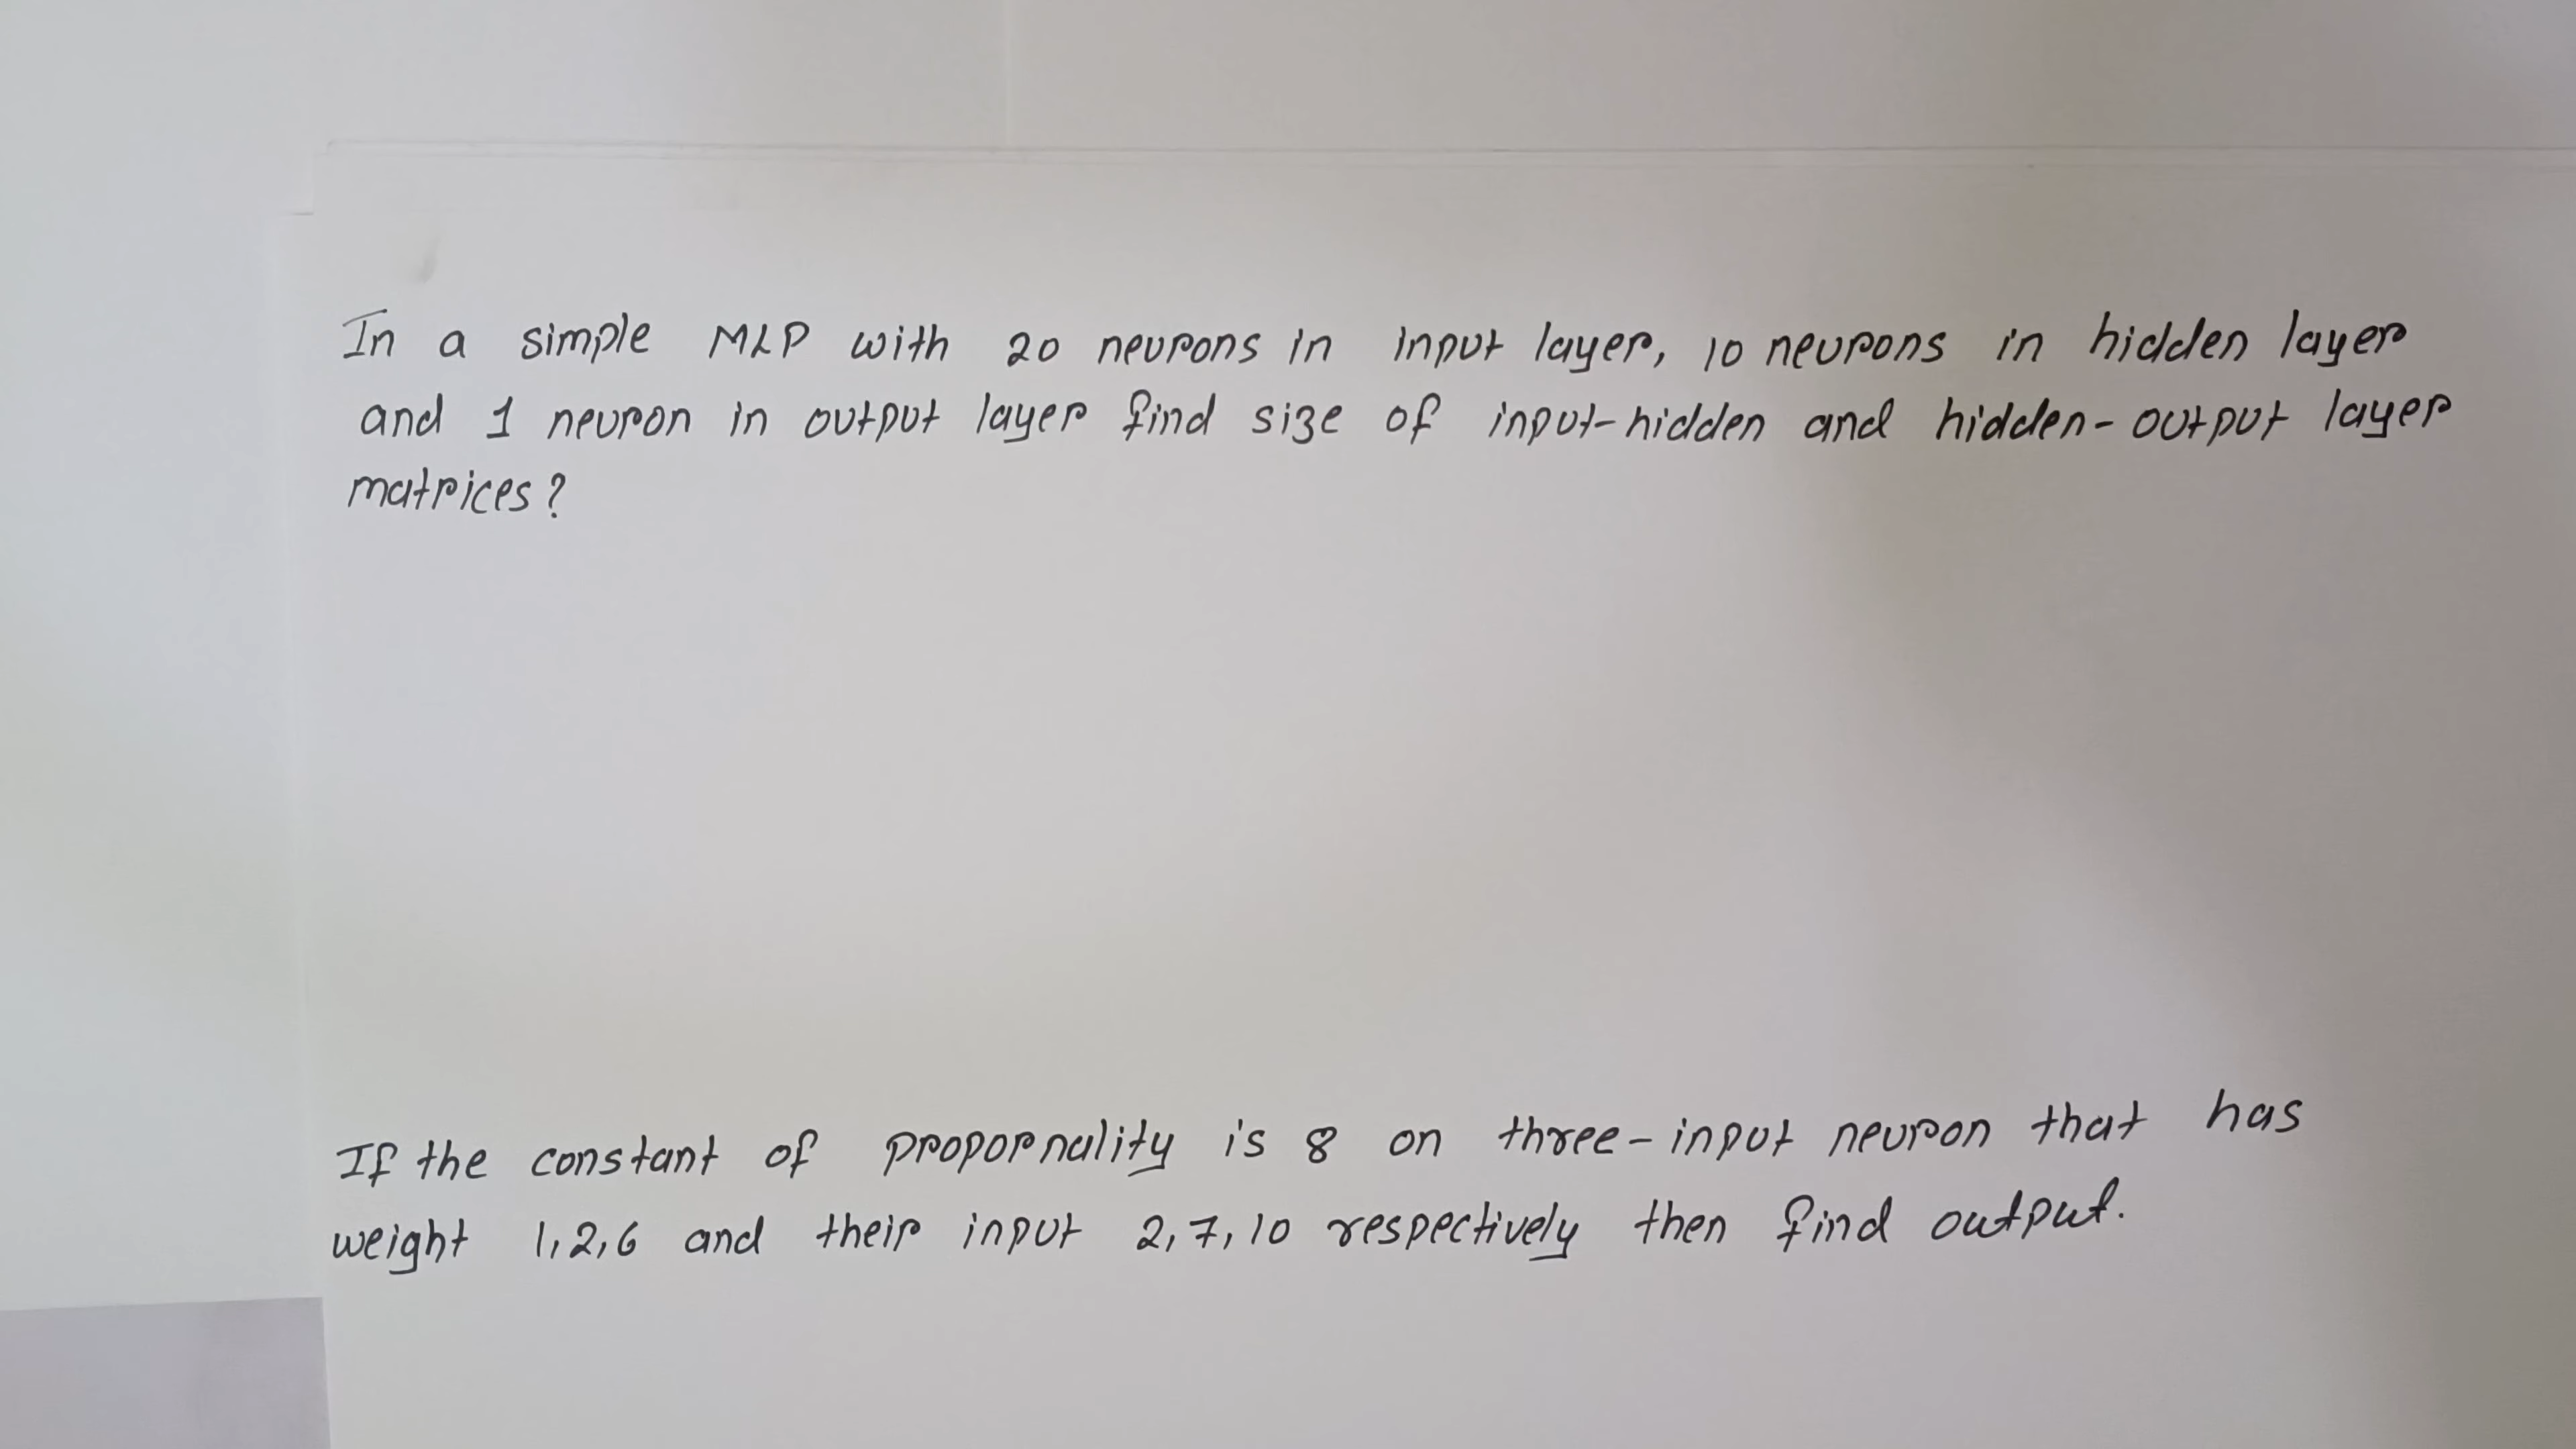 In a simple MLP with 20 neurons in input layer, 10 neurons in hidden layer
and 1 neuron in output layer find size of input-hidden and hidden-output layer
matrices?
If the constant of propornality is 8 on three-input neuron that has
weight 1,2,6 and their input 2,7,10 respectively then find output.